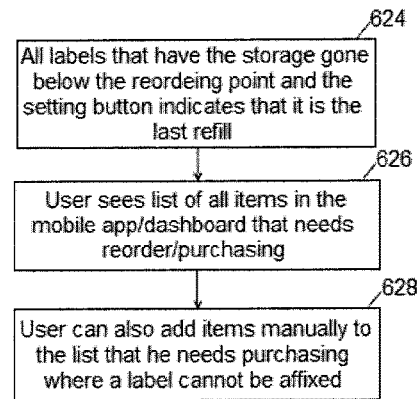 624
All labels that have the storage gone
below the reordeing point and the
setting button indicates that it is the
last refill
626
User sees list of all items in the
mobile app/dashboard that needs
reorder/purchasing
628
User can also add items manually to
the list that he needs purchasing
where a label cannot be affixed